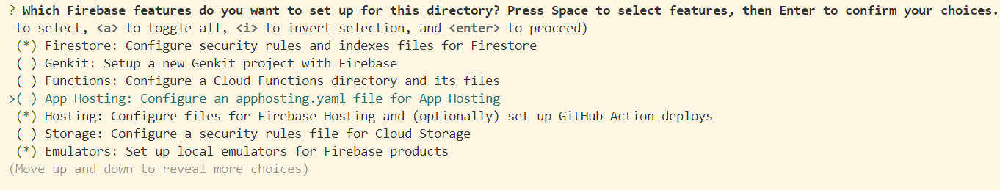 ? Which Firebase features do you want to set up for this directory? Press Space to select features, then Enter to confirm your choices.
to select, <a> to toggle all, <i> to invert selection, and <enter> to proceed)
(*) Firestore: Configure security rules and indexes files for Firestore
( ) Genkit: Setup a new Genkit project with Firebase
( ) Functions: Configure a Cloud Functions directory and its files
>( ) App Hosting: Configure an apphosting.yaml file for App Hosting
(*) Hosting: Configure files for Firebase Hosting and (optionally) set up GitHub Action deploys
( ) Storage: Configure a security rules file for Cloud Storage
(*) Emulators: Set up local emulators for Firebase products
(Move up and down to reveal more choices)